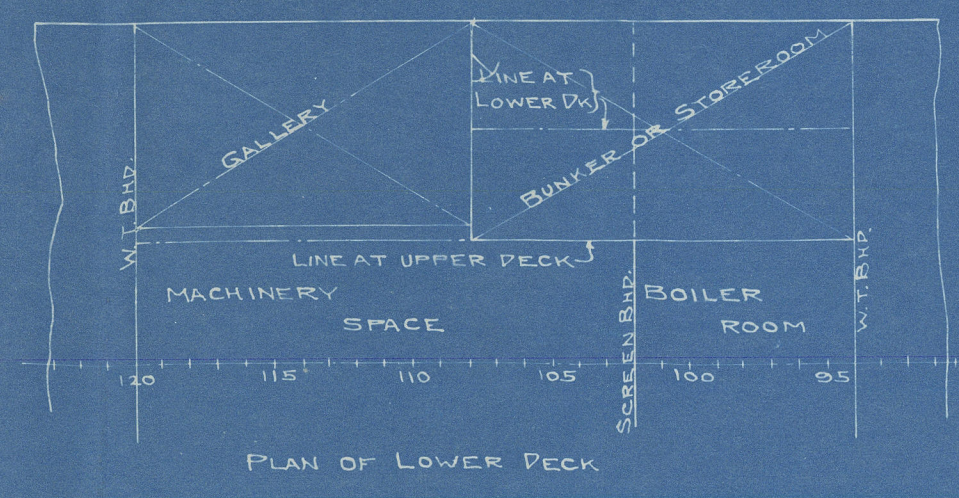 LINE AT
LOWER DK
GALLERY
BUNKER OR STOREROOM
W.T. BHD.
LINE AT UPPER DECK
W.T. BHD.
MACHINERY
SPACE
BOILER
ROOM
SCREEN BHD.
120 115 110 105 100 95
PLAN OF LOWER DECK